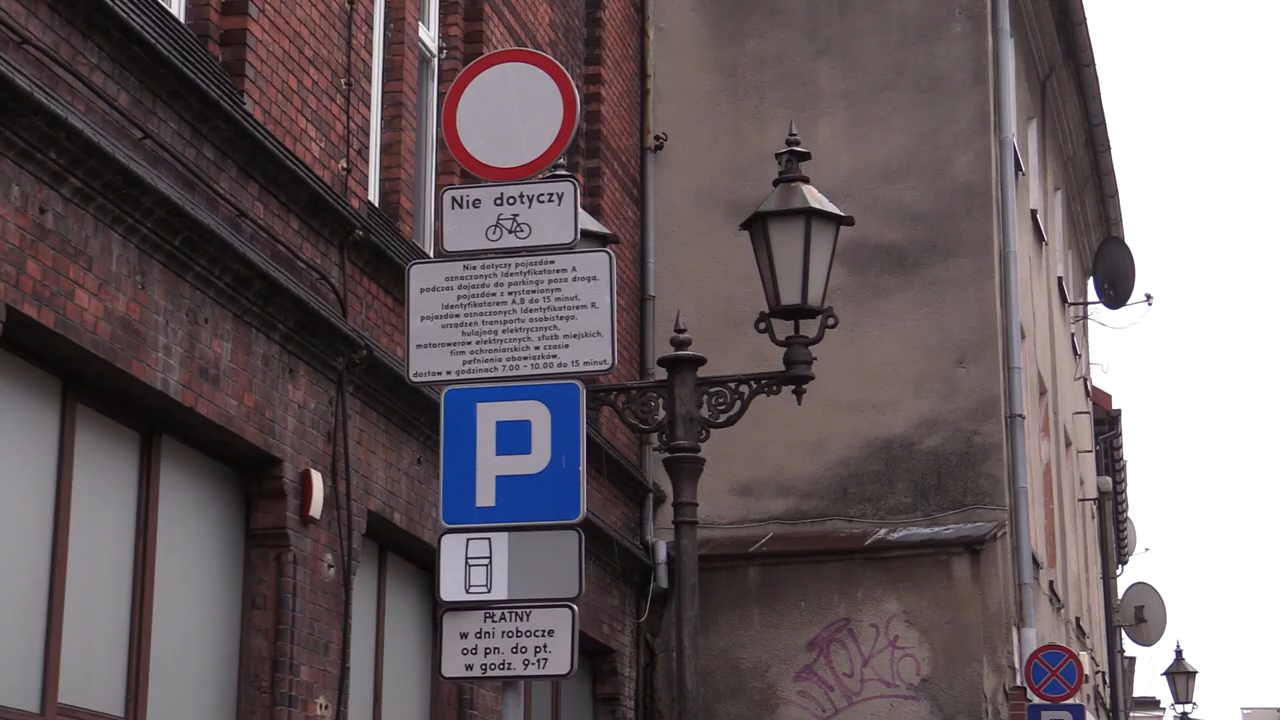 Nie dotyczy
Nie dotyczy pojazdów
oznaczonych Identyfikatorem A
podczas dojazdu do parkingu poza drogą,
pojazdów z wystawionym
Identyfikatorem A,B do 15 minut,
pojazdów oznaczonych Identyfikatorem R,
urządzeń transportu osobistego,
hulajnóg elektrycznych,
motorowerów elektrycznych, służb miejskich,
firm ochroniarskich w czasie
pełnienia obowiązków,
dostaw w godzinach 7.00 - 10.00 do 15 minut.
P
PŁATNY
w dni robocze
od pn. do pt.
w godz. 9-17
P